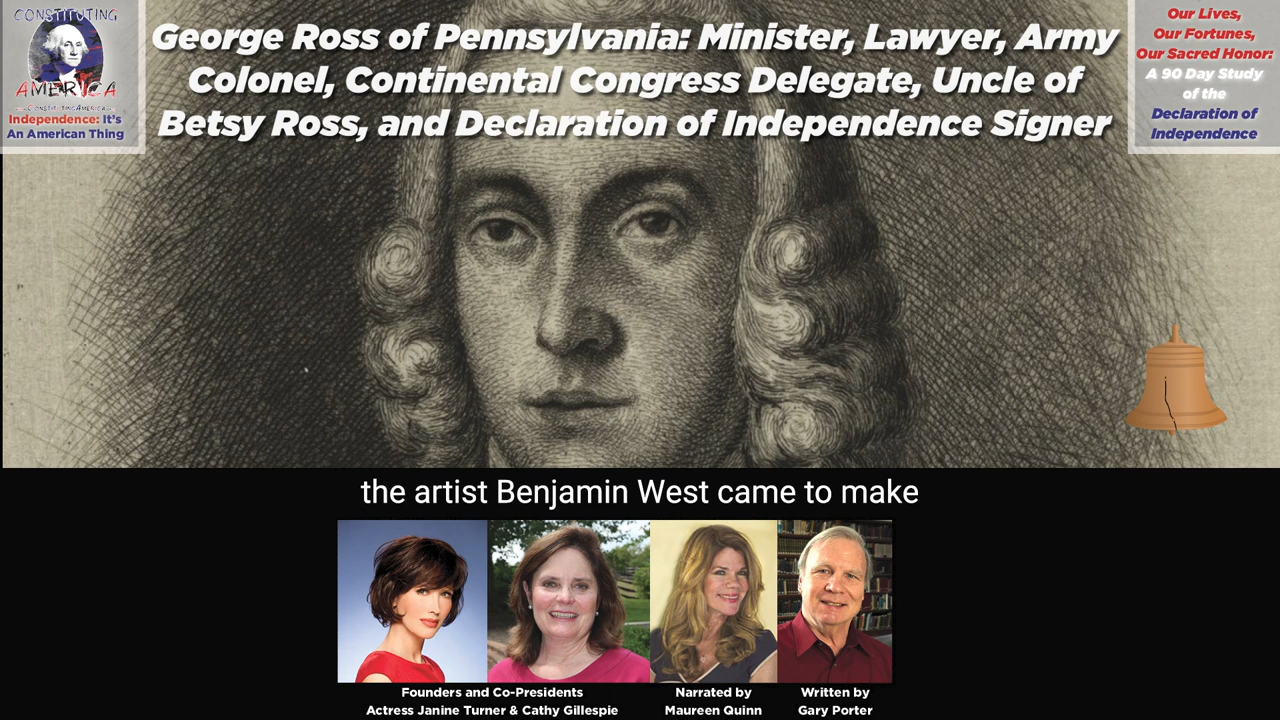 CONSTITUTING
AMERICA
CONSTITUTINGAMERICA
Independence: It's
An American Thing
George Ross of Pennsylvania: Minister, Lawyer, Army
Colonel, Continental Congress Delegate, Uncle of
Betsy Ross, and Declaration of Independence Signer
Our Lives,
Our Fortunes,
Our Sacred Honor:
A 90 Day Study
of the
Declaration of
Independence
the artist Benjamin West came to make
Founders and Co-Presidents
Actress Janine Turner & Cathy Gillespie
Narrated by
Maureen Quinn
Written by
Gary Porter